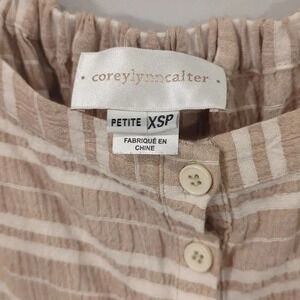 · coreylynncalter ·
PETITE XSP
FABRIQUÉ EN
CHINE